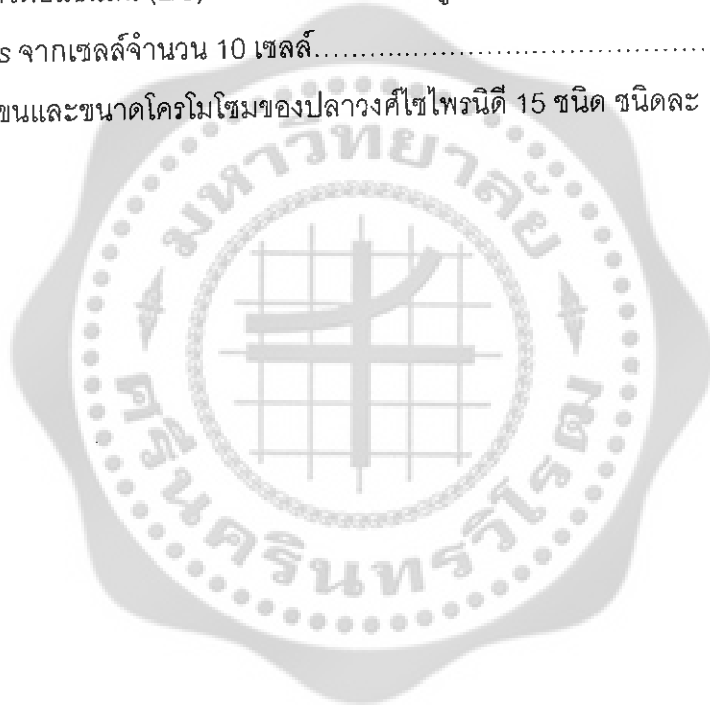 s จากเซลล์จำนวน 10 เซลล์............................................
ขนและขนาดโครโมโซมของปลาวงศ์ไซไพรนิดี 15 ชนิด ชนิดละ
มหาวิทยาลัย
ศรีนครินทรวิโรฒ